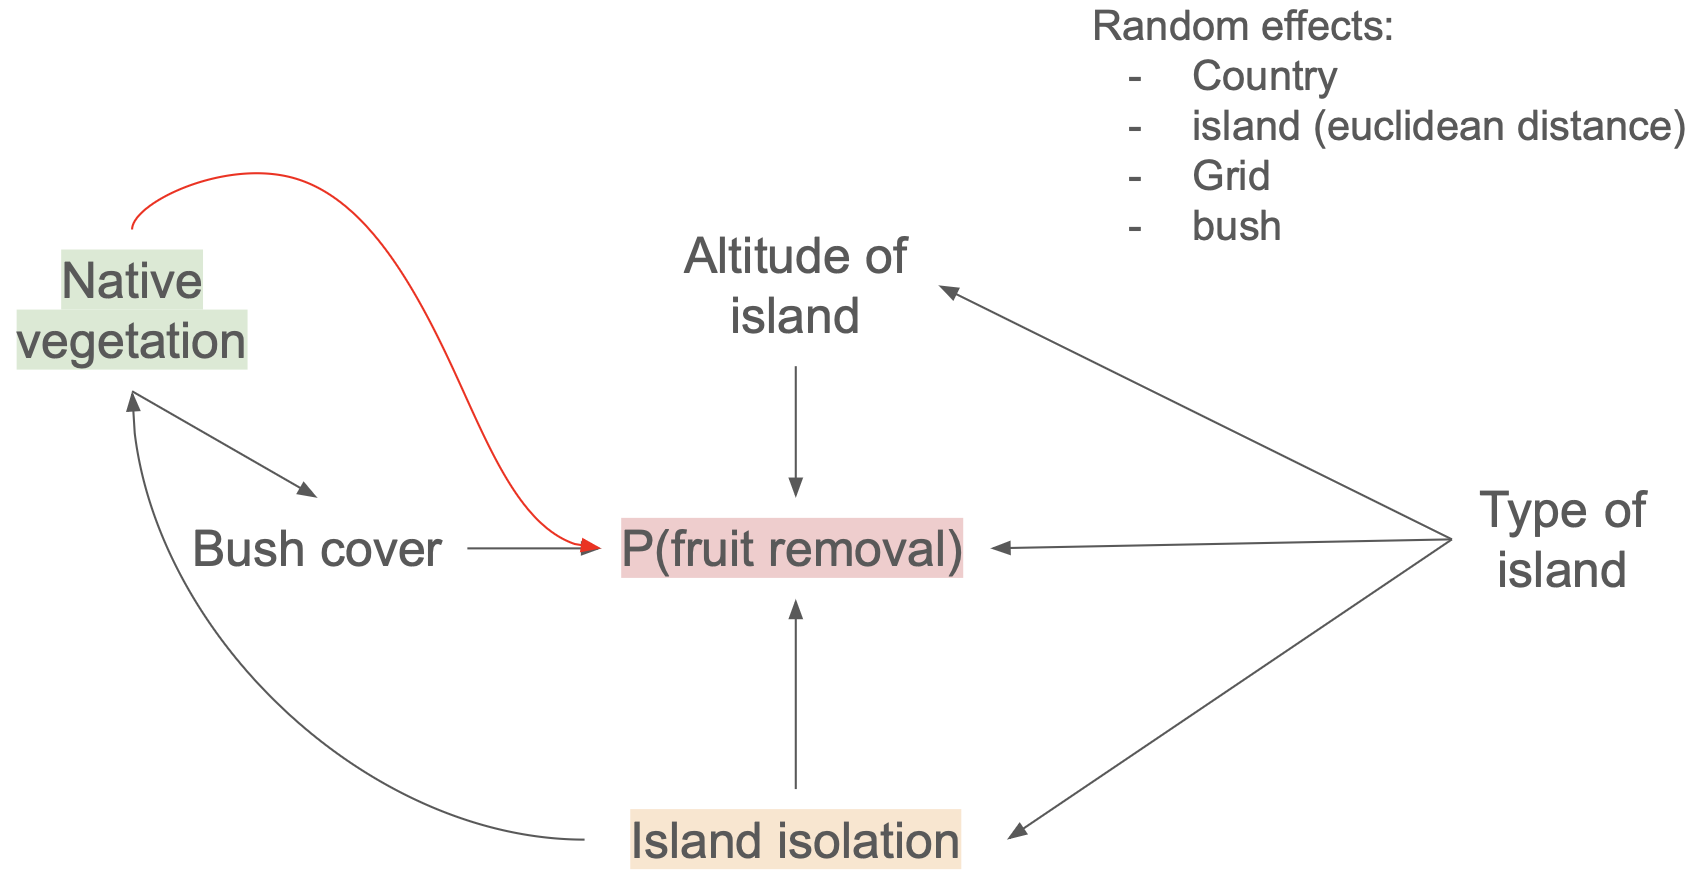 Random effects:
- Country
- island (euclidean distance)
- Grid
- bush
Native
vegetation
Altitude of
island
Bush cover
P(fruit removal)
Type of
island
Island isolation